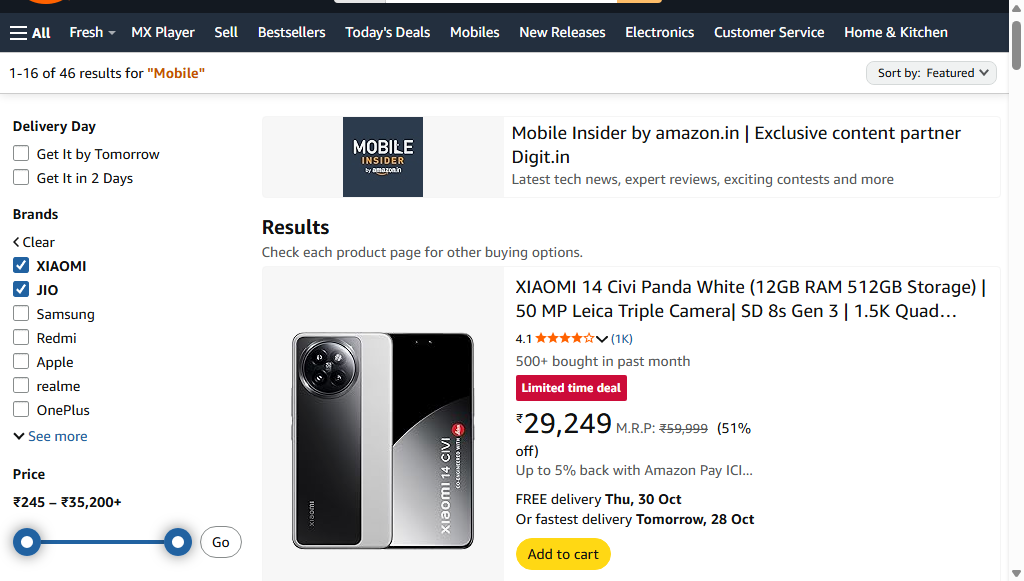 All Fresh MX Player Sell Bestsellers Today's Deals Mobiles New Releases Electronics Customer Service Home & Kitchen
1-16 of 46 results for "Mobile"
Sort by: Featured
Delivery Day
Get It by Tomorrow
Get It in 2 Days
Brands
Clear
XIAOMI
JIO
Samsung
Redmi
Apple
realme
OnePlus
See more
Price
₹245 – ₹35,200+
Go
MOBILE
INSIDER
by amazon.in
Mobile Insider by amazon.in | Exclusive content partner
Digit.in
Latest tech news, expert reviews, exciting contests and more
Results
Check each product page for other buying options.
xiaomi
XIAOMI 14 CIVI
CO-ENGINEERED WITH Leica
XIAOMI 14 Civi Panda White (12GB RAM 512GB Storage) |
50 MP Leica Triple Camera| SD 8s Gen 3 | 1.5K Quad…
4.1 (1K)
500+ bought in past month
Limited time deal
₹29,249 M.R.P: ₹59,999 (51%
off)
Up to 5% back with Amazon Pay ICI…
FREE delivery Thu, 30 Oct
Or fastest delivery Tomorrow, 28 Oct
Add to cart